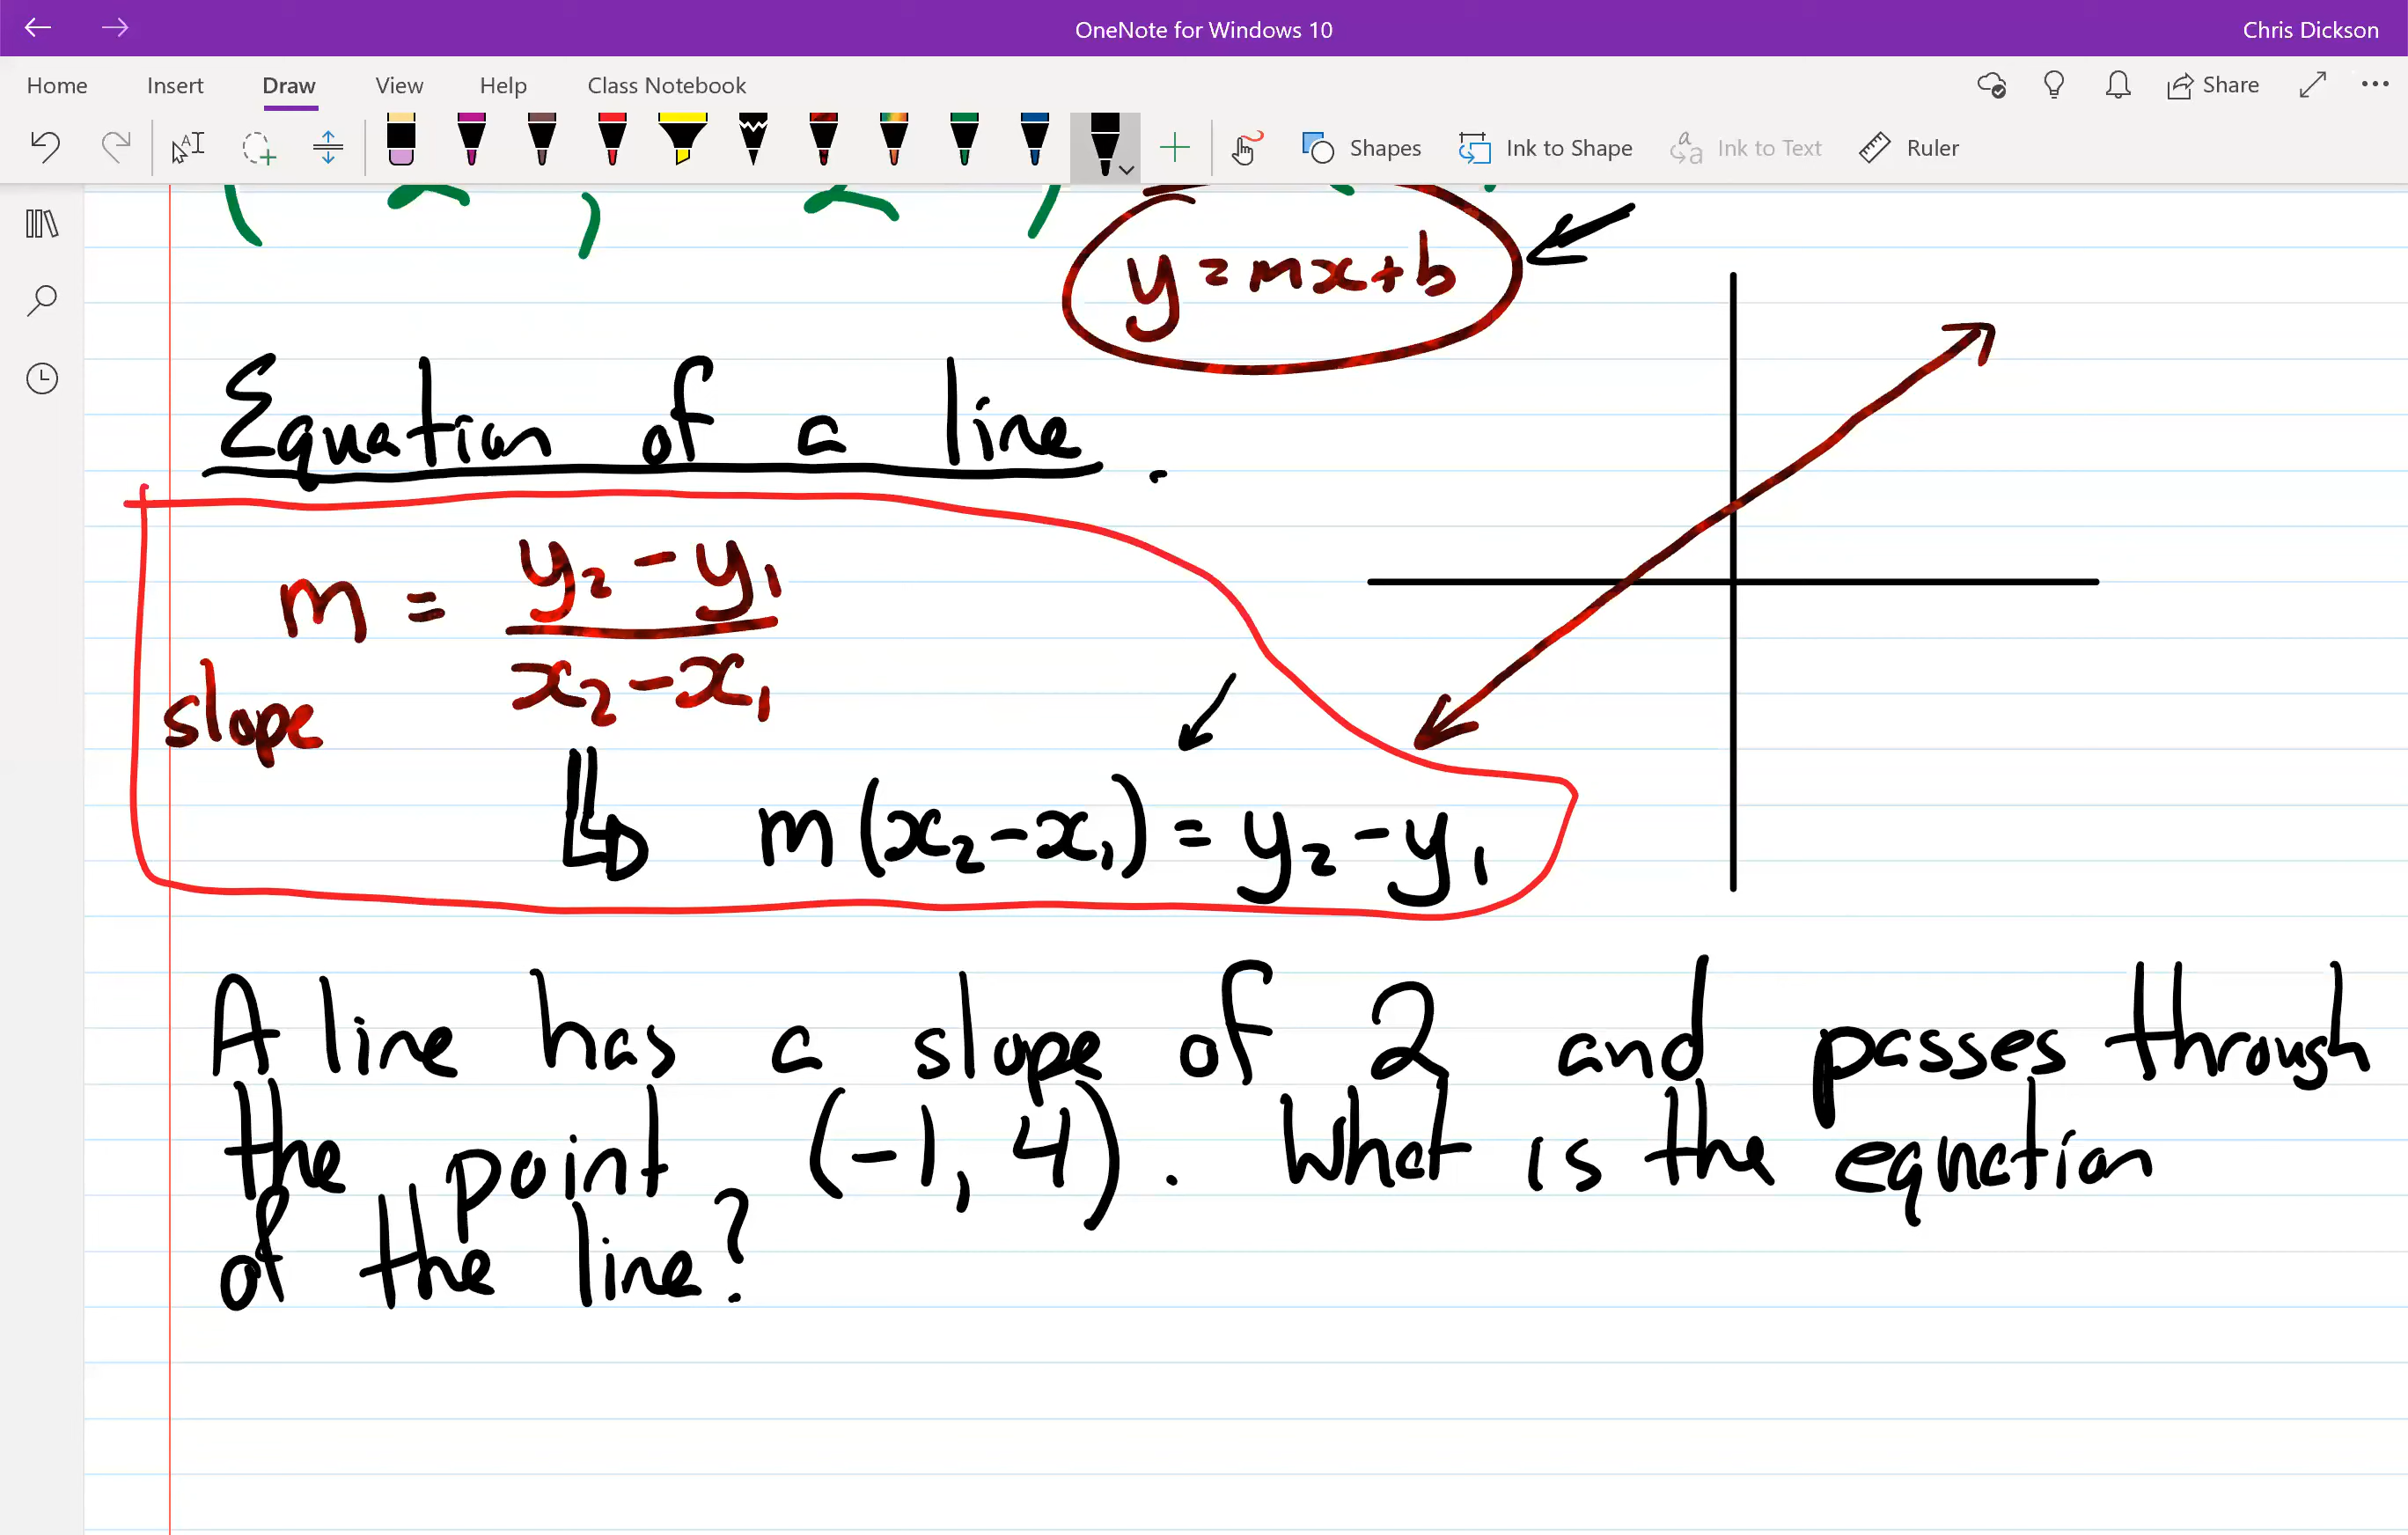 OneNote for Windows 10
Chris Dickson
Home Insert Draw View Help Class Notebook Share
Shapes Ink to Shape Ink to Text Ruler
y = mx + b
Equation of a line.
m = y₂ - y₁
x₂ - x₁
slope
m(x₂ - x₁) = y₂ - y₁
A line has a slope of 2 and passes through
the point (-1, 4). What is the equation
of the line?